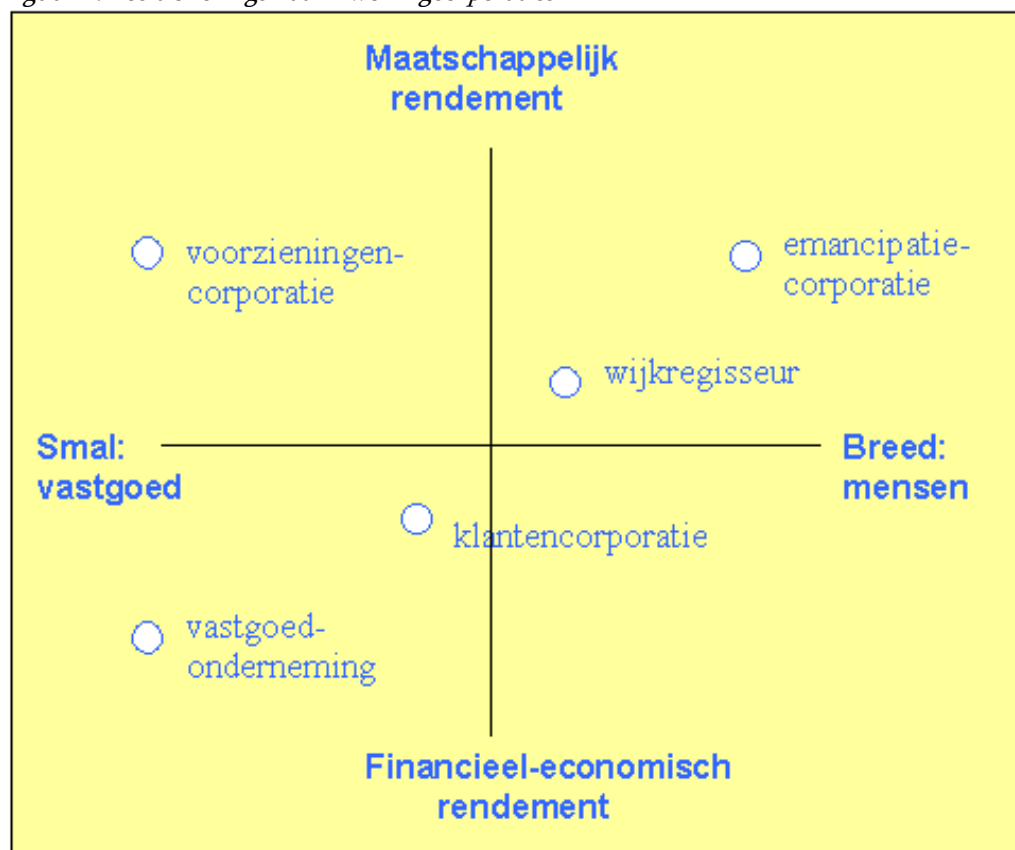 Maatschappelijk
rendement
voorzieningen-
corporatie
emancipatie-
corporatie
wijkregisseur
Smal:
vastgoed
Breed:
mensen
klantencorporatie
vastgoed-
onderneming
Financieel-economisch
rendement